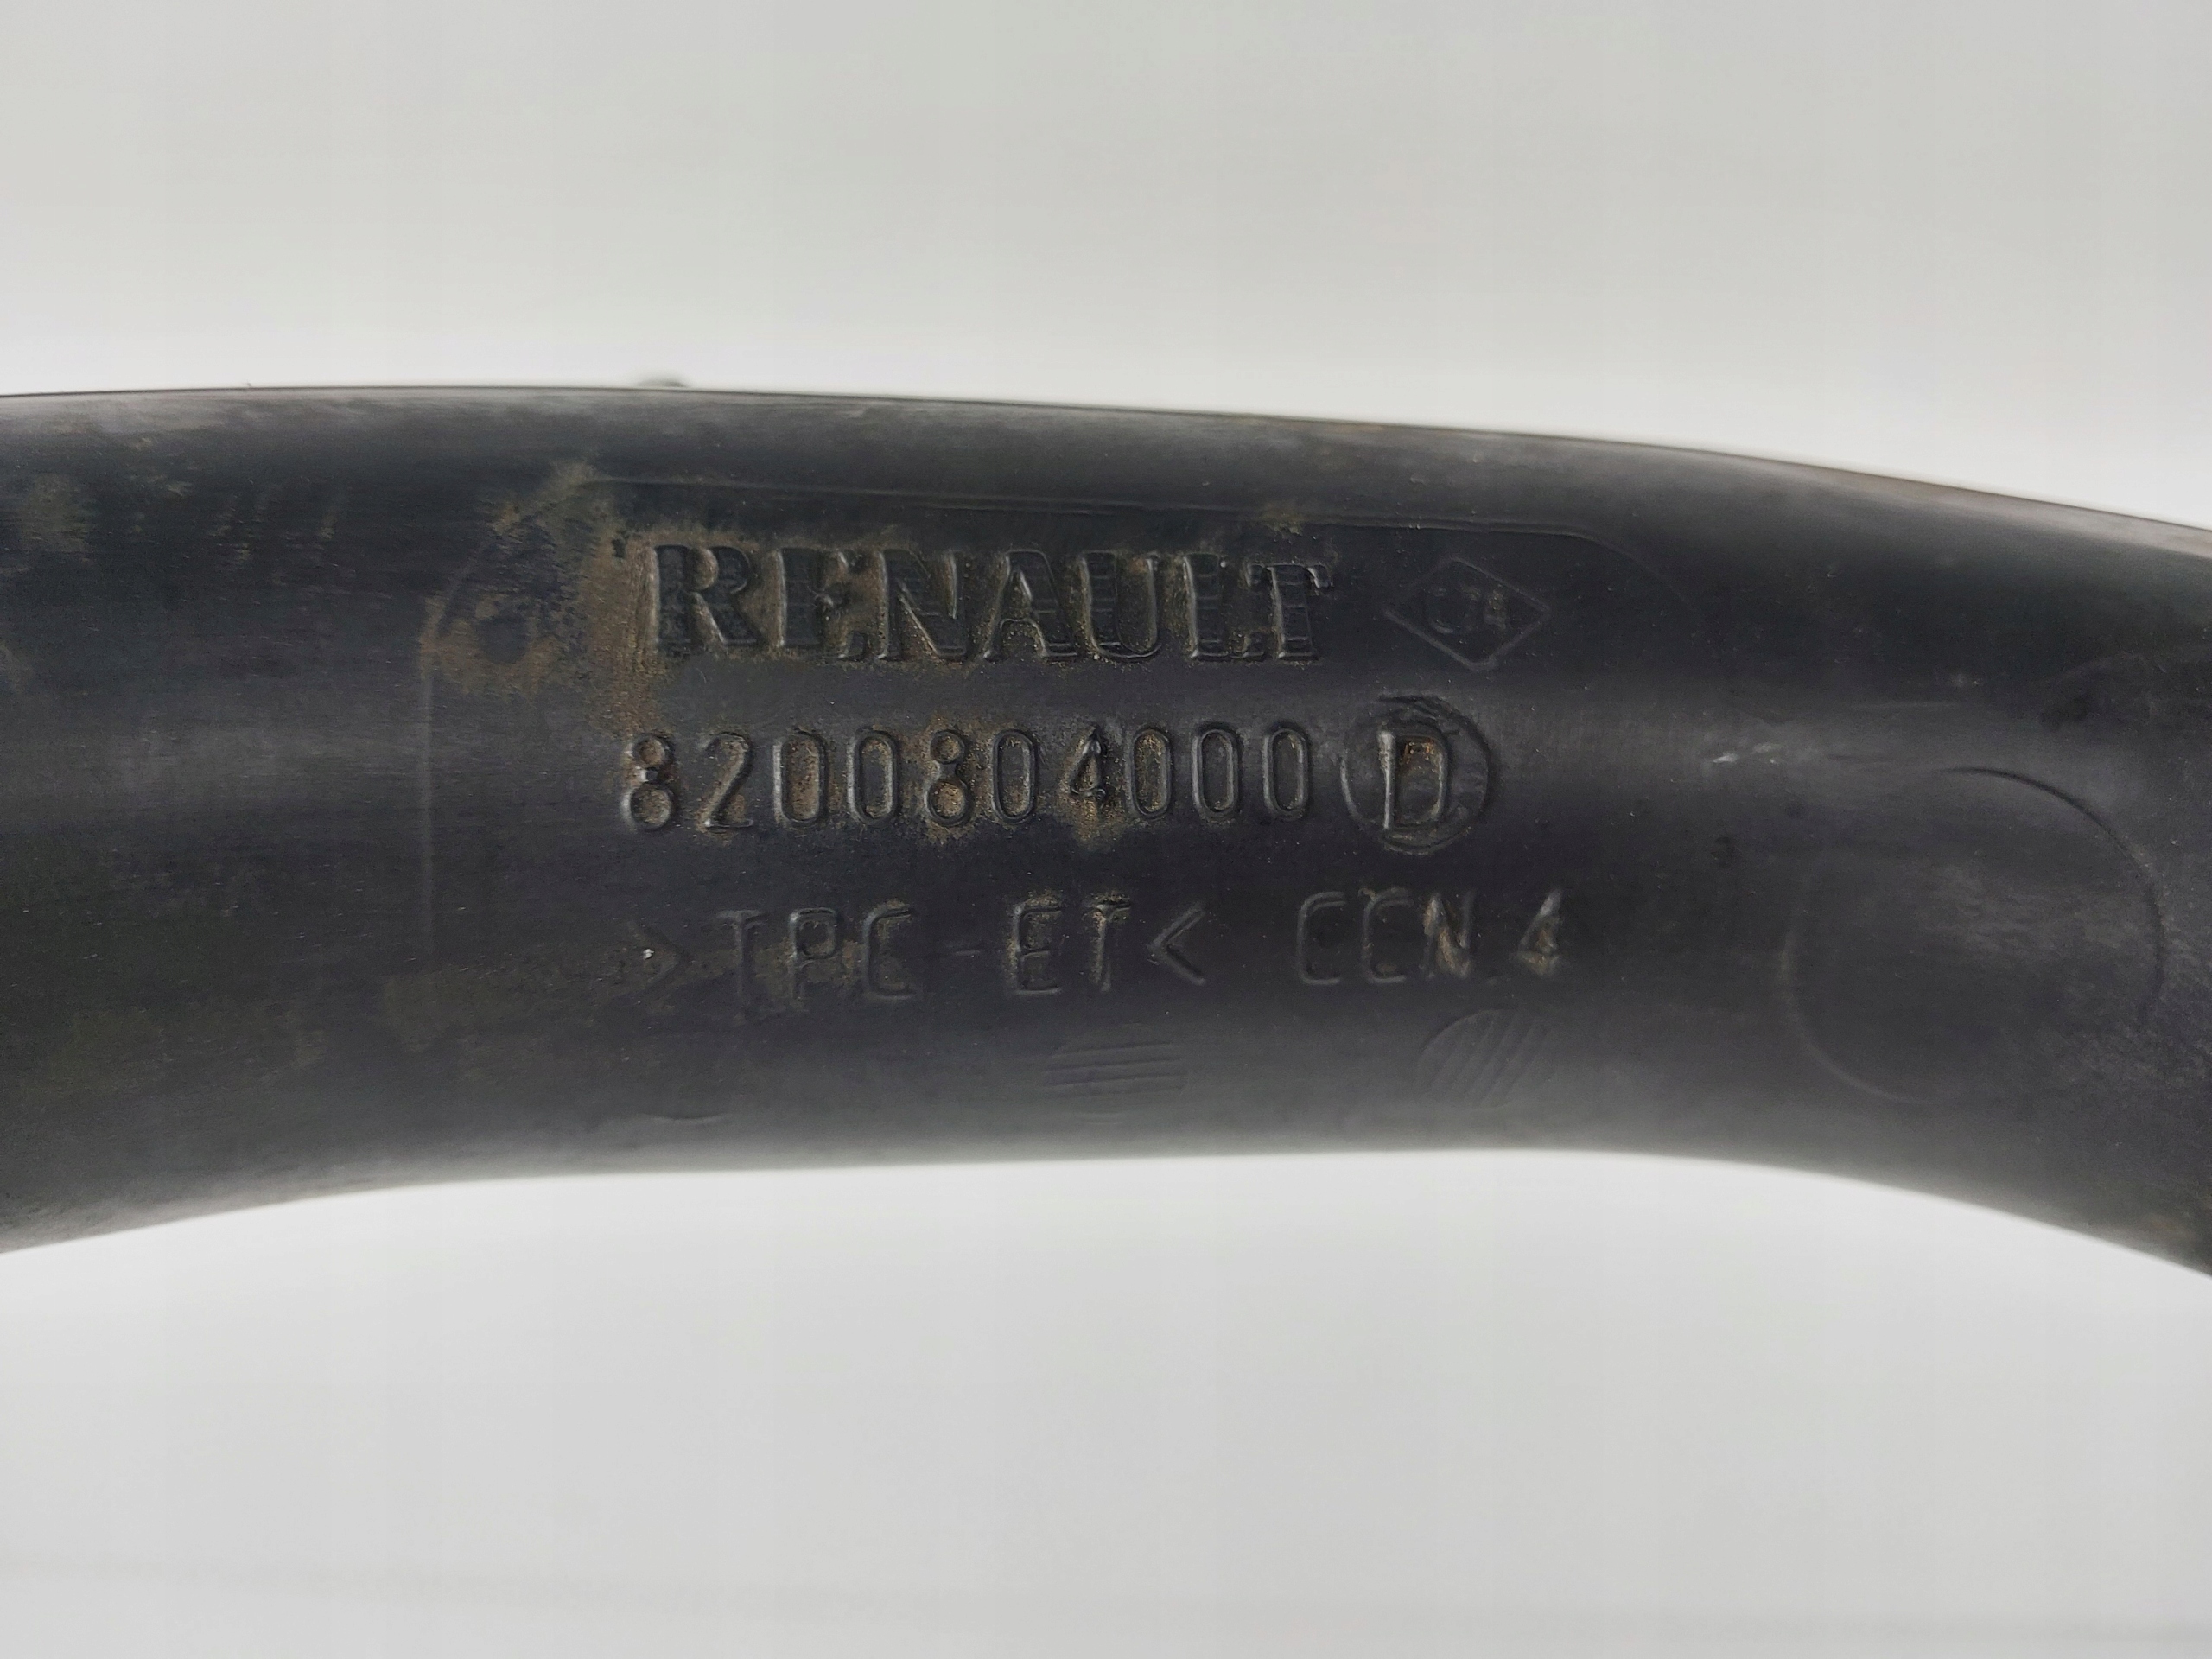 RENAULT
8200804000 D
>TPC-ET< CCN.4